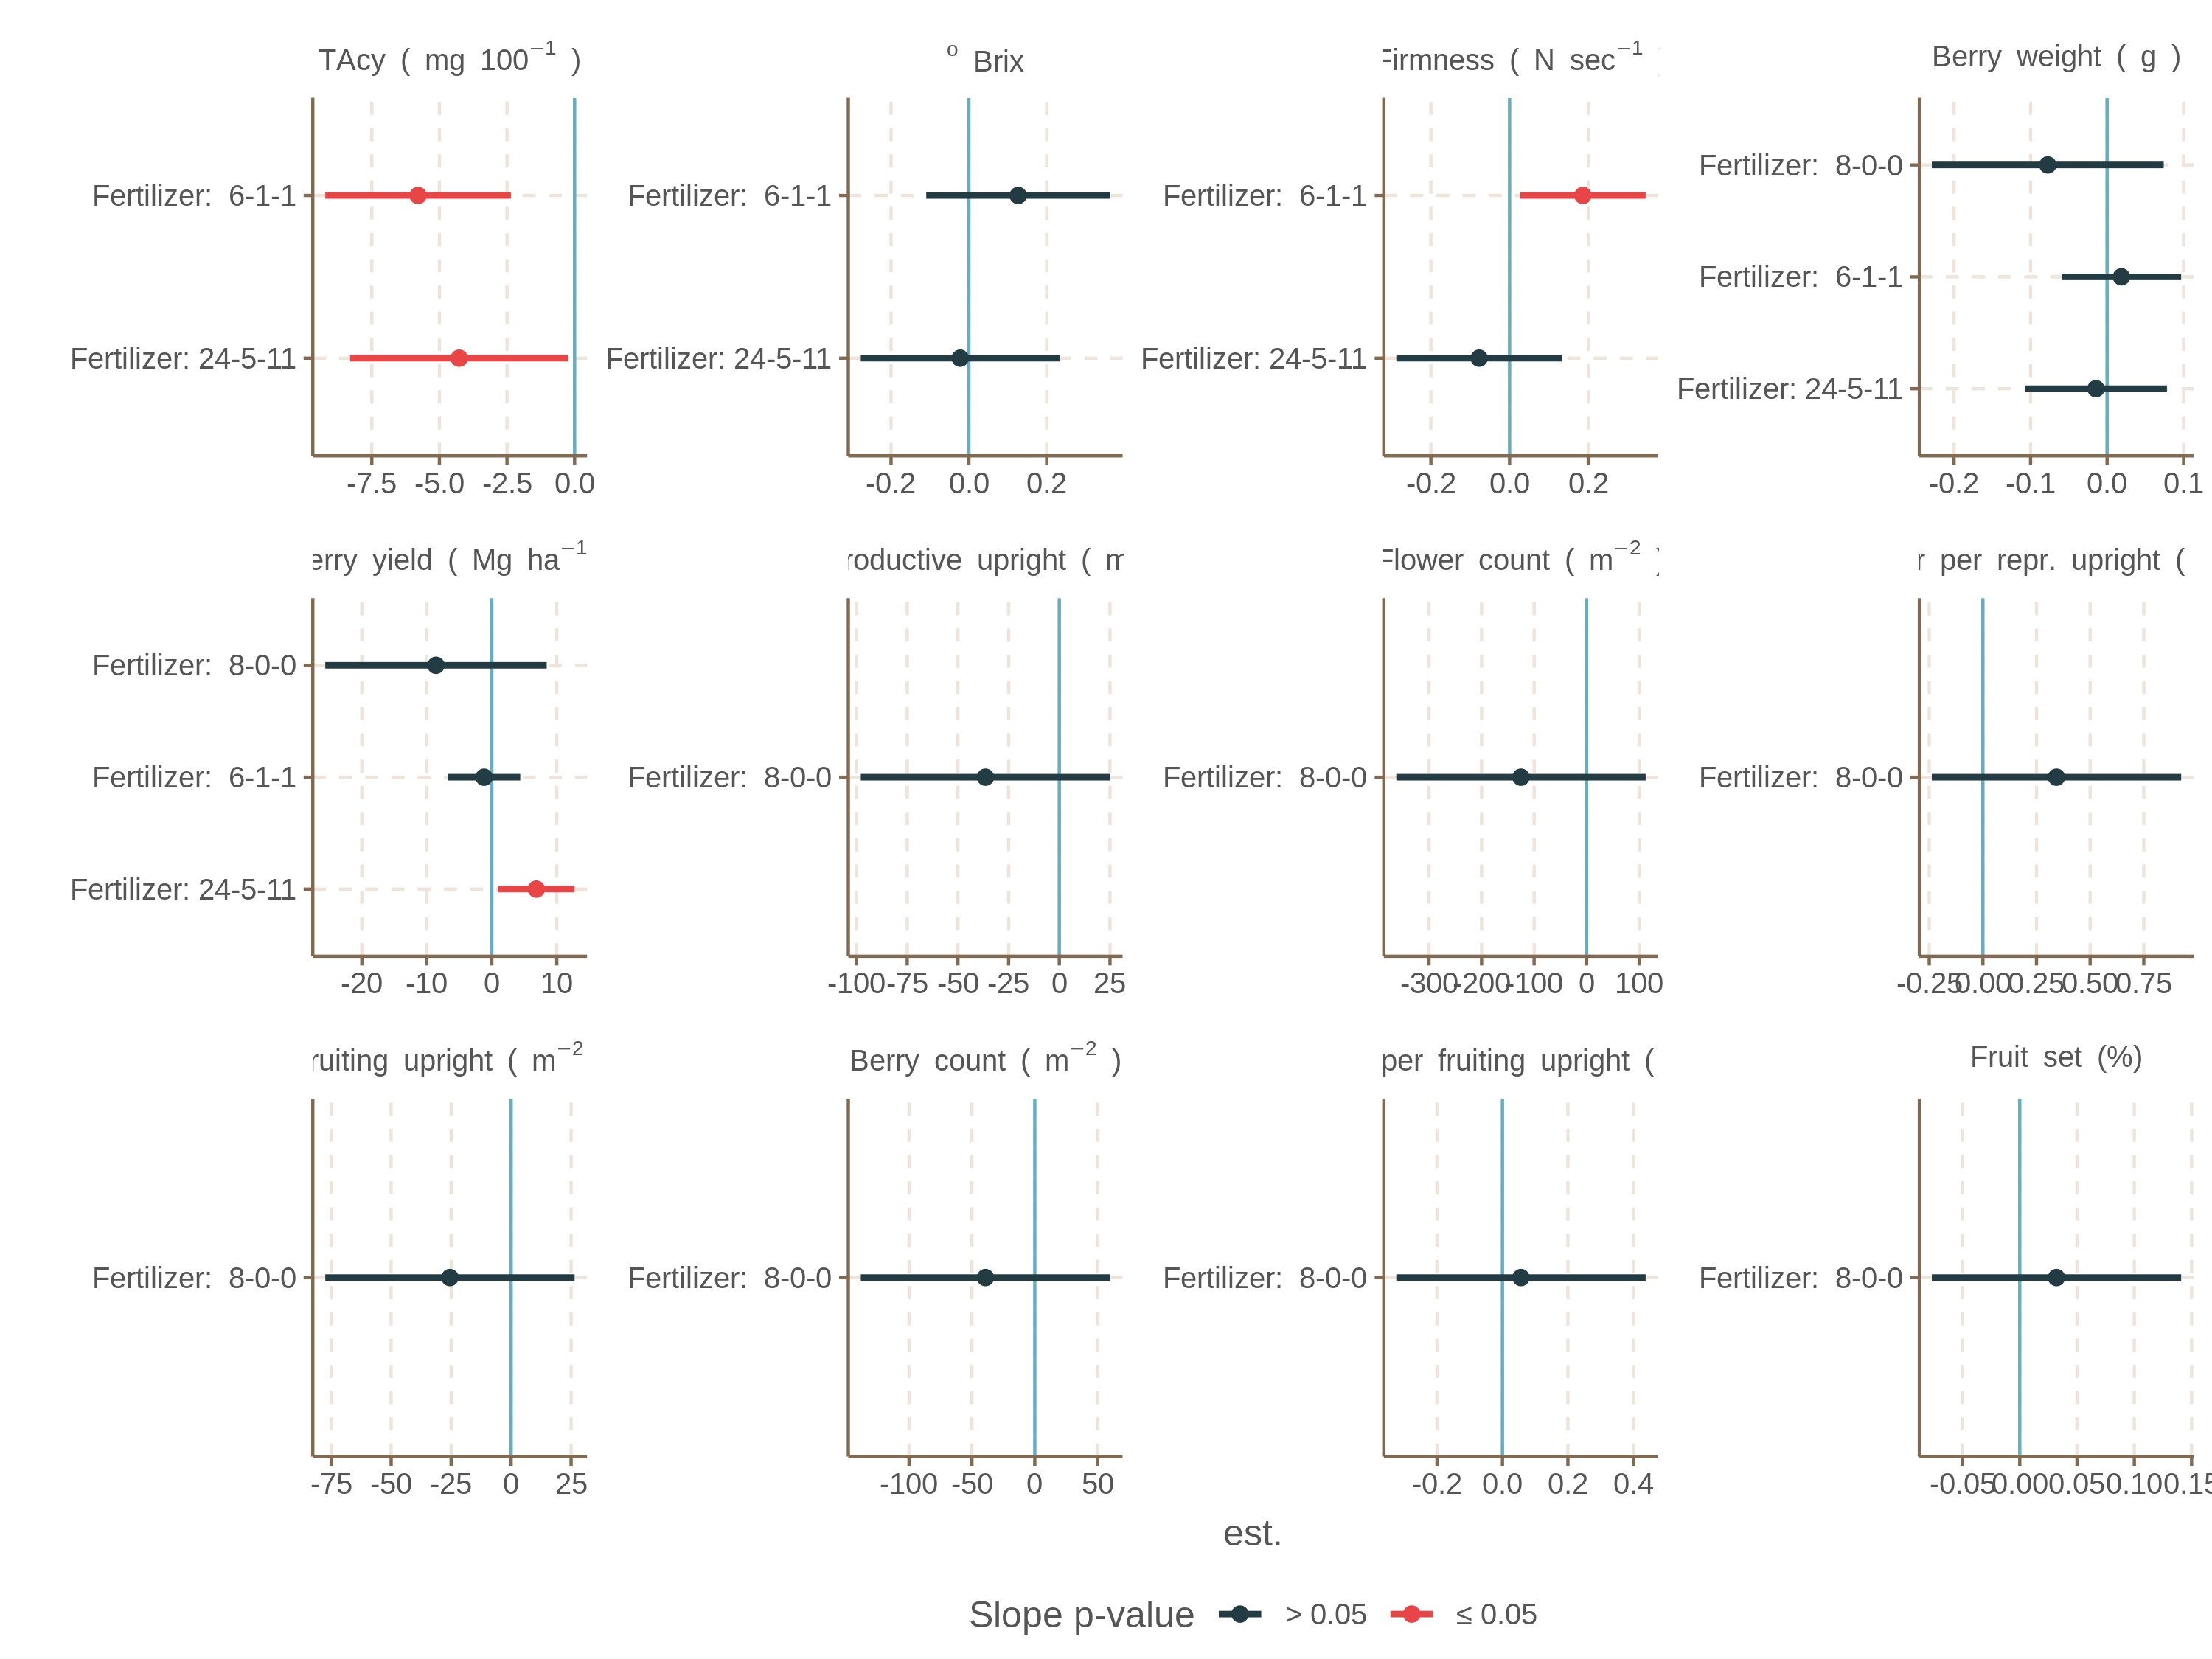 TAcy ( mg 100⁻¹ )
º Brix
Firmness ( N sec⁻¹
Berry weight ( g )
Fertilizer: 6-1-1
Fertilizer: 24-5-11
-7.5 -5.0 -2.5 0.0
Fertilizer: 6-1-1
Fertilizer: 24-5-11
-0.2 0.0 0.2
Fertilizer: 6-1-1
Fertilizer: 24-5-11
-0.2 0.0 0.2
Fertilizer: 8-0-0
Fertilizer: 6-1-1
Fertilizer: 24-5-11
-0.2 -0.1 0.0 0.1
erry yield ( Mg ha⁻¹
roductive upright ( m
Flower count ( m⁻² )
r per repr. upright (
Fertilizer: 8-0-0
Fertilizer: 6-1-1
Fertilizer: 24-5-11
-20 -10 0 10
Fertilizer: 8-0-0
-100 -75 -50 -25 0 25
Fertilizer: 8-0-0
-300 -200 -100 0 100
Fertilizer: 8-0-0
-0.25 0.00 0.25 0.50 0.75
ruiting upright ( m⁻²
Berry count ( m⁻² )
per fruiting upright (
Fruit set (%)
Fertilizer: 8-0-0
-75 -50 -25 0 25
Fertilizer: 8-0-0
-100 -50 0 50
Fertilizer: 8-0-0
-0.2 0.0 0.2 0.4
Fertilizer: 8-0-0
-0.05 0.00 0.05 0.10 0.15
est.
Slope p-value > 0.05 ≤ 0.05